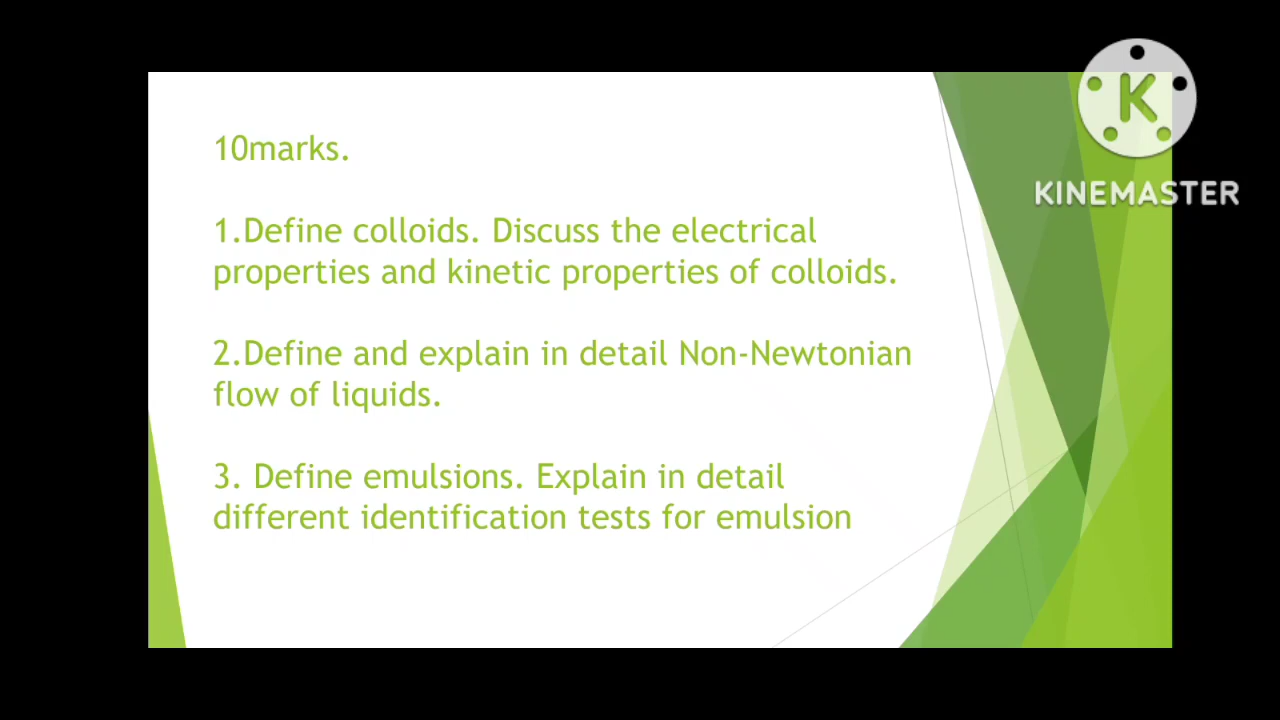 10marks.
1.Define colloids. Discuss the electrical
properties and kinetic properties of colloids.
2.Define and explain in detail Non-Newtonian
flow of liquids.
3. Define emulsions. Explain in detail
different identification tests for emulsion
K
KINEMASTER